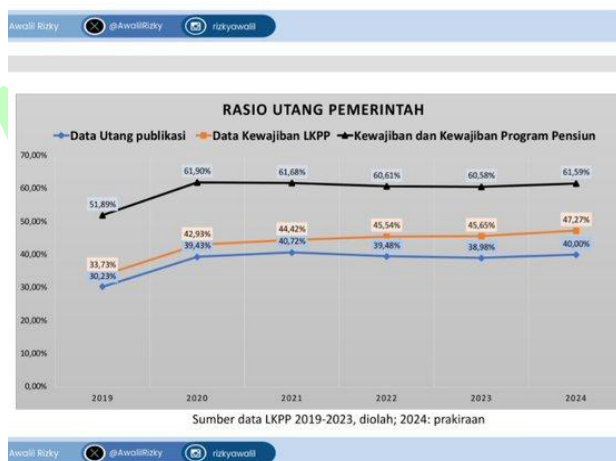 Awalil Rizky @AwalilRizky rizkyawalil
RASIO UTANG PEMERINTAH
Data Utang publikasi Data Kewajiban LKPP Kewajiban dan Kewajiban Program Pensiun
70,00%
61,90% 61,68% 60,61% 60,58% 61,59%
60,00%
51,89%
50,00%
42,93% 44,42% 45,54% 45,65% 47,27%
40,00%
33,73% 39,43% 40,72% 39,48% 38,98% 40,00%
30,23%
30,00%
20,00%
10,00%
0,00%
2019 2020 2021 2022 2023 2024
Sumber data LKPP 2019-2023, diolah; 2024: prakiraan
Awalil Rizky @AwalilRizky rizkyawalil